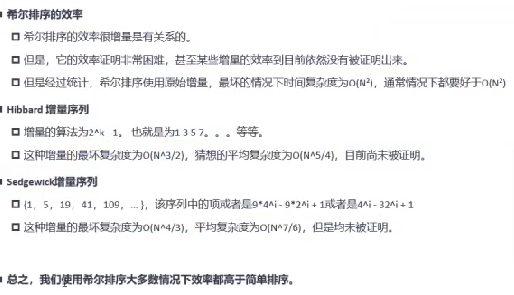 希尔排序的效率
希尔排序的效率很增量是有关系的。
但是，它的效率证明非常困难，甚至某些增量的效率到目前依然没有被证明出来。
但是经过统计，希尔排序使用原始增量，最坏的情况下时间复杂度为O(N²)，通常情况下都要好于O(N²)
Hibbard 增量序列
增量的算法为2^k - 1，也就是为1 3 5 7。。。等等。
这种增量的最坏复杂度为O(N^3/2)，猜想的平均复杂度为O(N^5/4)，目前尚未被证明。
Sedgewick增量序列
{1，5，19，41，109，...}，该序列中的项或者是9*4^i - 9*2^i + 1或者是4^i - 32^i + 1
这种增量的最坏复杂度为O(N^4/3)，平均复杂度为O(N^7/6)，但是均未被证明。
总之，我们使用希尔排序大多数情况下效率都高于简单排序。